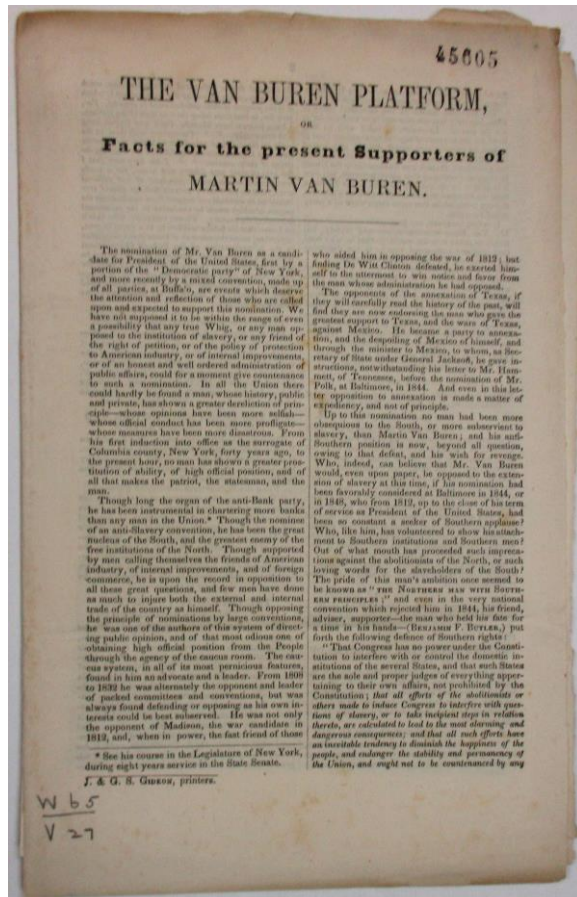 45605
THE VAN BUREN PLATFORM,
OR
Facts for the present Supporters of
MARTIN VAN BUREN.
The nomination of Mr. Van Buren as a candi-
date for President of the United States, first by a
portion of the "Democratic party" of New York,
and more recently by a mixed convention, made up
of all parties, at Buffa'o, are events which deserve
the attention and reflection of those who are called
upon and expected to support this nomination. We
have not supposed it to be within the range of even
a possibility that any true Whig, or any man op-
posed to the institution of slavery, or any friend of
the right of petition, or of the policy of protection
to American industry, or of internal improvements,
or of an honest and well ordered administration of
public affairs, could for a moment give countenance
to such a nomination. In all the Union there
could hardly be found a man, whose history, public
and private, has shown a greater dereliction of prin-
ciple—whose opinions have been more selfish—
whose official conduct has been more profligate—
whose measures have been more disastrous. From
his first induction into office as the surrogate of
Columbia county, New York, forty years ago, to
the present hour, no man has shown a greater pros-
titution of ability, of high official position, and of
all that makes the patriot, the statesman, and the
man.
Though long the organ of the anti-Bank party,
he has been instrumental in chartering more banks
than any man in the Union.* Though the nominee
of an anti-Slavery convention, he has been the great
nucleus of the South, and the greatest enemy of the
free institutions of the North. Though supported
by men calling themselves the friends of American
industry, of internal improvements, and of foreign
commerce, he is upon the record in opposition to
all these great questions, and few men have done
as much to injure both the external and internal
trade of the country as himself. Though opposing
the principle of nominations by large conventions,
he was one of the authors of this system of direct-
ing public opinion, and of that most odious one of
obtaining high official position from the People
through the agency of the caucus room. The cau-
cus system, in all of its most pernicious features,
found in him an advocate and a leader. From 1808
to 1832 he was alternately the opponent and leader
of packed committees and conventions, but was
always found defending or opposing as his own in-
terests could be best subserved. He was not only
the opponent of Madison, the war candidate in
1812, and, when in power, the fast friend of those
* See his course in the Legislature of New York,
during eight years service in the State Senate.
J. & G. S. Gideon, printers.
who aided him in opposing the war of 1812; but
finding De Witt Clinton defeated, he exerted him-
self to the uttermost to win notice and favor from
the man whose administration he had opposed.
The opponents of the annexation of Texas, if
they will carefully read the history of the past, will
find they are now endorsing the man who gave the
greatest support to Texas, and the wars of Texas,
against Mexico. He became a party to annexa-
tion, and the despoiling of Mexico of himself, and
through the minister to Mexico, to whom, as Sec-
retary of State under General Jackson, he gave in-
structions, notwithstanding his letter to Mr. Ham-
mett, of Tennessee, before the nomination of Mr.
Polk, at Baltimore, in 1844. And even in this let-
ter opposition to annexation is made a matter of
expediency, and not of principle.
Up to this nomination no man had been more
obsequious to the South, or more subservient to
slavery, than Martin Van Buren; and his anti-
Southern position is now, beyond all question,
owing to that defeat, and his wish for revenge.
Who, indeed, can believe that Mr. Van Buren
would, even upon paper, be opposed to the exten-
sion of slavery at this time, if his nomination had
been favorably considered at Baltimore in 1844, or
in 1848, who from 1812, up to the close of his term
of service as President of the United States, had
been so constant a seeker of Southern applause?
Who, like him, has volunteered to show his attach-
ment to Southern institutions and Southern men?
Out of what mouth has proceeded such impreca-
tions against the abolitionists of the North, or such
loving words for the slaveholders of the South?
The pride of this man's ambition once seemed to
be known as "THE NORTHERN MAN WITH SOUTH-
ERN PRINCIPLES;" and even in the very national
convention which rejected him in 1844, his friend,
adviser, supporter—the man who held his fate for
a time in his hands—(BENJAMIN F. BUTLER,) put
forth the following defence of Southern rights:
"That Congress has no power under the Consti-
tution to interfere with or control the domestic in-
stitutions of the several States, and that such States
are the sole and proper judges of everything apper-
taining to their own affairs, not prohibited by the
Constitution; that all efforts of the abolitionists or
others made to induce Congress to interfere with ques-
tions of slavery, or to take incipient steps in relation
thereto, are calculated to lead to the most alarming and
dangerous consequences; and that all such efforts have
an inevitable tendency to diminish the happiness of the
people, and endanger the stability and permanency of
the Union, and ought not to be countenanced by any
W b5
V 27